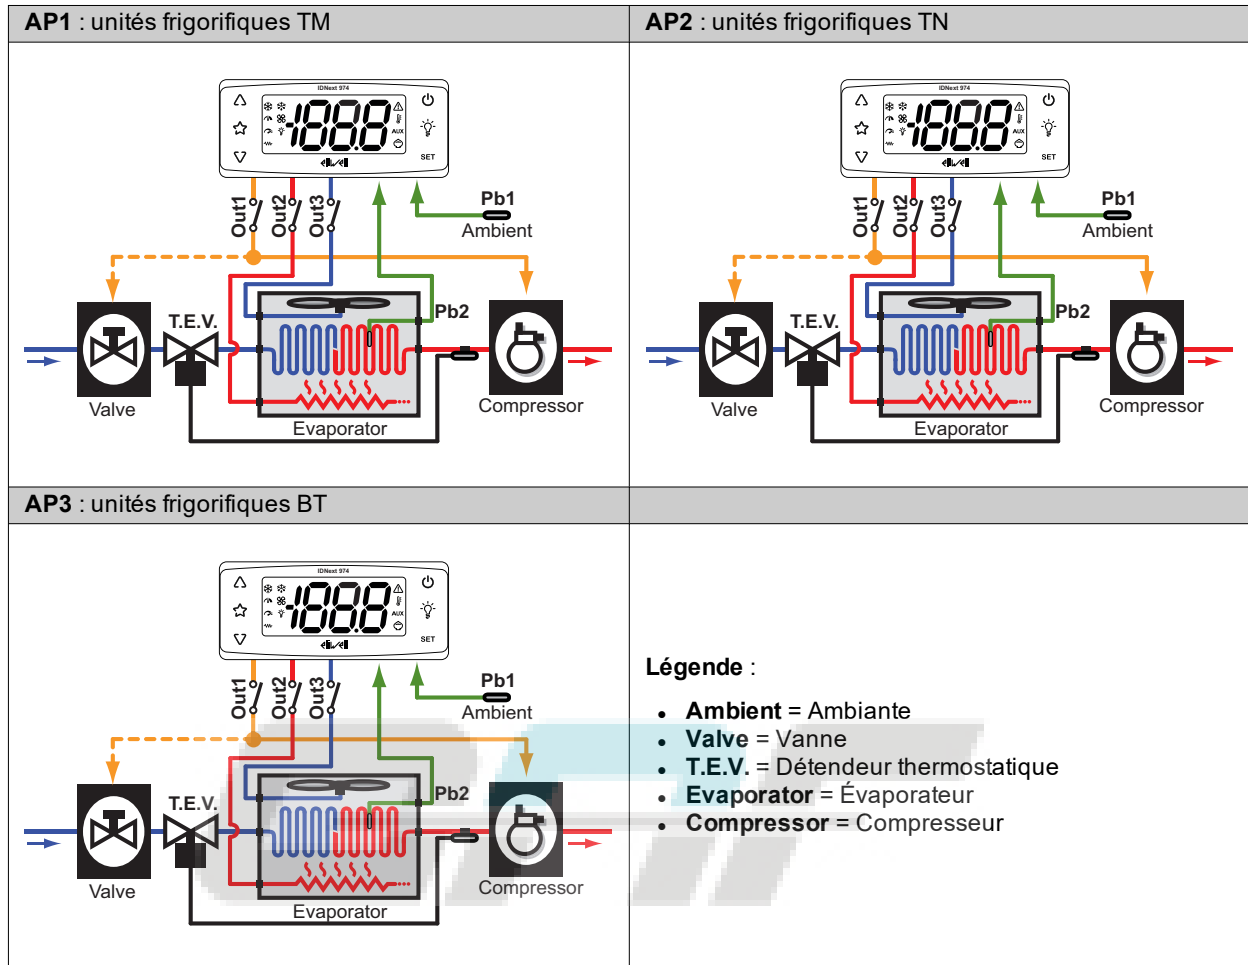 AP1 : unités frigorifiques TM
AP2 : unités frigorifiques TN
IDNext 974
188.8
AUX
SET
eliwell
Out1
Out2
Out3
Pb1
Ambient
Pb2
T.E.V.
Valve
Evaporator
Compressor
IDNext 974
188.8
AUX
SET
eliwell
Out1
Out2
Out3
Pb1
Ambient
Pb2
T.E.V.
Valve
Evaporator
Compressor
AP3 : unités frigorifiques BT
IDNext 974
188.8
AUX
SET
eliwell
Out1
Out2
Out3
Pb1
Ambient
Pb2
T.E.V.
Valve
Evaporator
Compressor
Légende :
• Ambient = Ambiante
• Valve = Vanne
• T.E.V. = Détendeur thermostatique
• Evaporator = Évaporateur
• Compressor = Compresseur